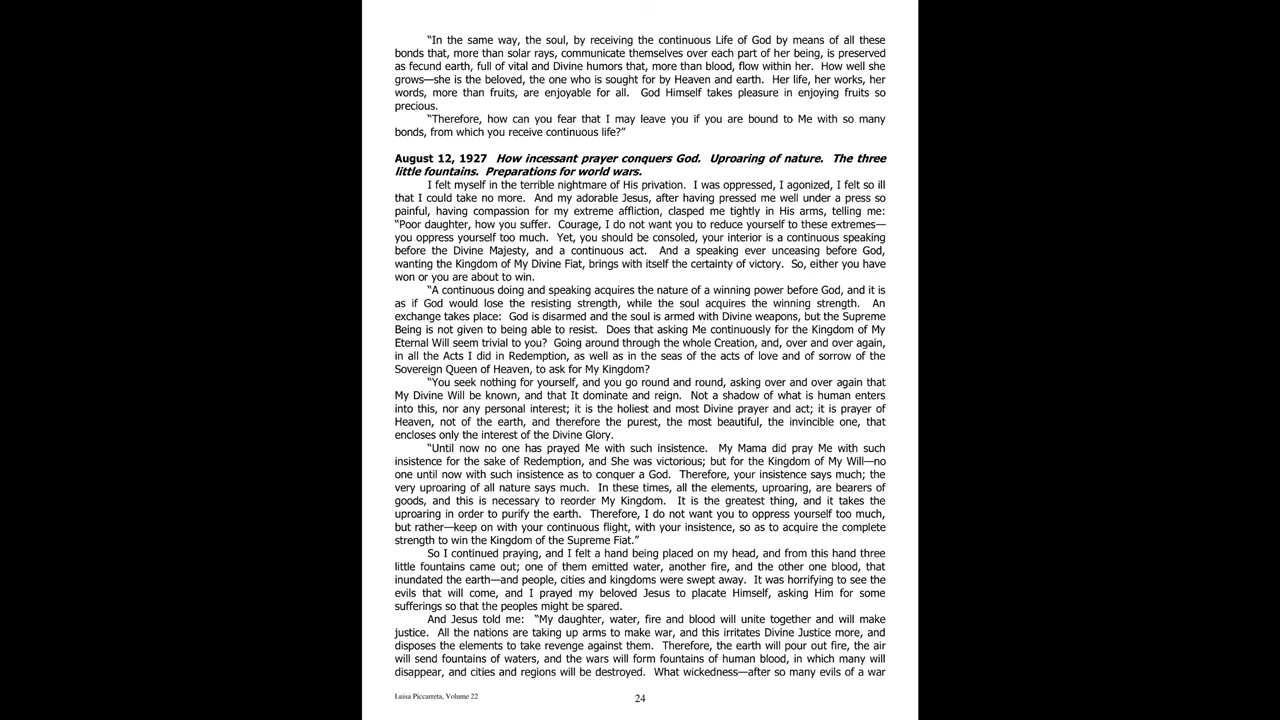 “In the same way, the soul, by receiving the continuous Life of God by means of all these
bonds that, more than solar rays, communicate themselves over each part of her being, is preserved
as fecund earth, full of vital and Divine humors that, more than blood, flow within her. How well she
grows—she is the beloved, the one who is sought for by Heaven and earth. Her life, her works, her
words, more than fruits, are enjoyable for all. God Himself takes pleasure in enjoying fruits so
precious.
“Therefore, how can you fear that I may leave you if you are bound to Me with so many
bonds, from which you receive continuous life?”
August 12, 1927 How incessant prayer conquers God. Uproaring of nature. The three
little fountains. Preparations for world wars.
I felt myself in the terrible nightmare of His privation. I was oppressed, I agonized, I felt so ill
that I could take no more. And my adorable Jesus, after having pressed me well under a press so
painful, having compassion for my extreme affliction, clasped me tightly in His arms, telling me:
“Poor daughter, how you suffer. Courage, I do not want you to reduce yourself to these extremes—
you oppress yourself too much. Yet, you should be consoled, your interior is a continuous speaking
before the Divine Majesty, and a continuous act. And a speaking ever unceasing before God,
wanting the Kingdom of My Divine Fiat, brings with itself the certainty of victory. So, either you have
won or you are about to win.
“A continuous doing and speaking acquires the nature of a winning power before God, and it is
as if God would lose the resisting strength, while the soul acquires the winning strength. An
exchange takes place: God is disarmed and the soul is armed with Divine weapons, but the Supreme
Being is not given to being able to resist. Does that asking Me continuously for the Kingdom of My
Eternal Will seem trivial to you? Going around through the whole Creation, and, over and over again,
in all the Acts I did in Redemption, as well as in the seas of the acts of love and of sorrow of the
Sovereign Queen of Heaven, to ask for My Kingdom?
“You seek nothing for yourself, and you go round and round, asking over and over again that
My Divine Will be known, and that It dominate and reign. Not a shadow of what is human enters
into this, nor any personal interest; it is the holiest and most Divine prayer and act; it is prayer of
Heaven, not of the earth, and therefore the purest, the most beautiful, the invincible one, that
encloses only the interest of the Divine Glory.
“Until now no one has prayed Me with such insistence. My Mama did pray Me with such
insistence for the sake of Redemption, and She was victorious; but for the Kingdom of My Will—no
one until now with such insistence as to conquer a God. Therefore, your insistence says much; the
very uproaring of all nature says much. In these times, all the elements, uproaring, are bearers of
goods, and this is necessary to reorder My Kingdom. It is the greatest thing, and it takes the
uproaring in order to purify the earth. Therefore, I do not want you to oppress yourself too much,
but rather—keep on with your continuous flight, with your insistence, so as to acquire the complete
strength to win the Kingdom of the Supreme Fiat.”
So I continued praying, and I felt a hand being placed on my head, and from this hand three
little fountains came out; one of them emitted water, another fire, and the other one blood, that
inundated the earth—and people, cities and kingdoms were swept away. It was horrifying to see the
evils that will come, and I prayed my beloved Jesus to placate Himself, asking Him for some
sufferings so that the peoples might be spared.
And Jesus told me: “My daughter, water, fire and blood will unite together and will make
justice. All the nations are taking up arms to make war, and this irritates Divine Justice more, and
disposes the elements to take revenge against them. Therefore, the earth will pour out fire, the air
will send fountains of waters, and the wars will form fountains of human blood, in which many will
disappear, and cities and regions will be destroyed. What wickedness—after so many evils of a war
Luisa Piccarreta, Volume 22
24